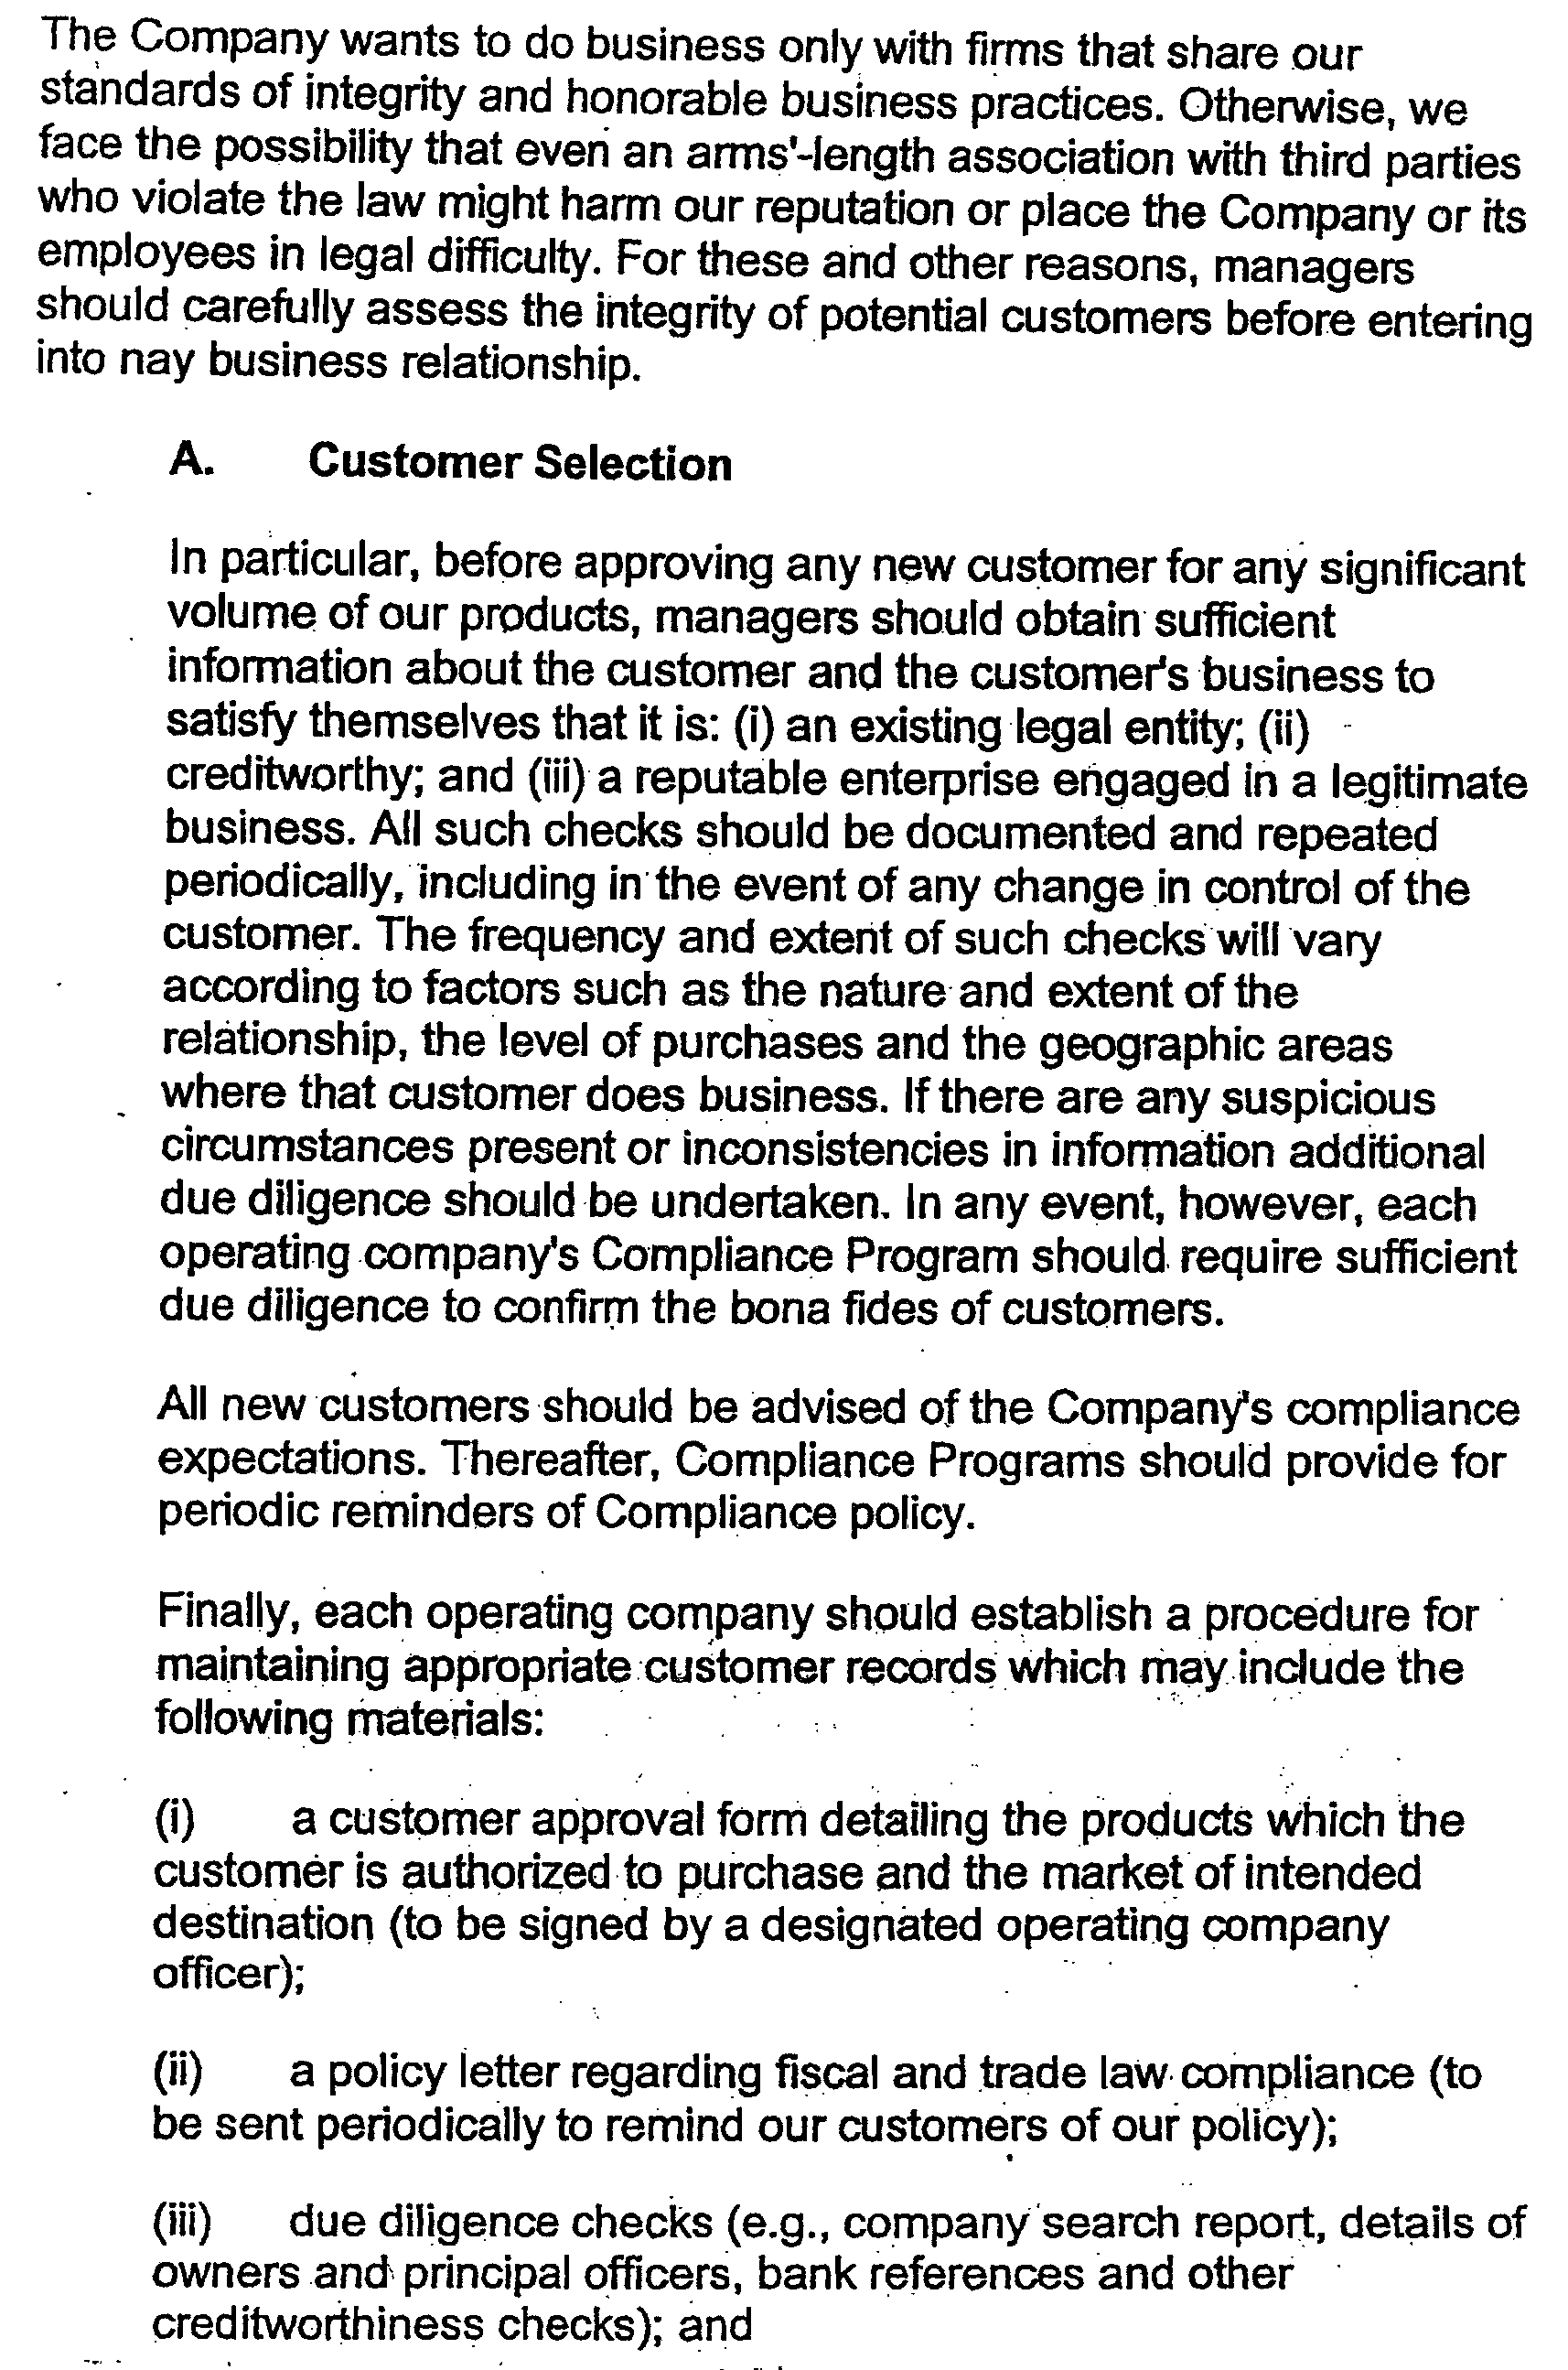 The Company wants to do business only with firms that share our
standards of integrity and honorable business practices. Otherwise, we
face the possibility that even an arms'-length association with third parties
who violate the law might harm our reputation or place the Company or its
employees in legal difficulty. For these and other reasons, managers
should carefully assess the integrity of potential customers before entering
into nay business relationship.
A. Customer Selection
In particular, before approving any new customer for any significant
volume of our products, managers should obtain sufficient
information about the customer and the customer's business to
satisfy themselves that it is: (i) an existing legal entity; (ii)
creditworthy; and (iii) a reputable enterprise engaged in a legitimate
business. All such checks should be documented and repeated
periodically, including in the event of any change in control of the
customer. The frequency and extent of such checks will vary
according to factors such as the nature and extent of the
relationship, the level of purchases and the geographic areas
where that customer does business. If there are any suspicious
circumstances present or inconsistencies in information additional
due diligence should be undertaken. In any event, however, each
operating company's Compliance Program should require sufficient
due diligence to confirm the bona fides of customers.
All new customers should be advised of the Company's compliance
expectations. Thereafter, Compliance Programs should provide for
periodic reminders of Compliance policy.
Finally, each operating company should establish a procedure for
maintaining appropriate customer records which may include the
following materials:
(i) a customer approval form detailing the products which the
customer is authorized to purchase and the market of intended
destination (to be signed by a designated operating company
officer);
(ii) a policy letter regarding fiscal and trade law compliance (to
be sent periodically to remind our customers of our policy);
(iii) due diligence checks (e.g., company search report, details of
owners and principal officers, bank references and other
creditworthiness checks); and